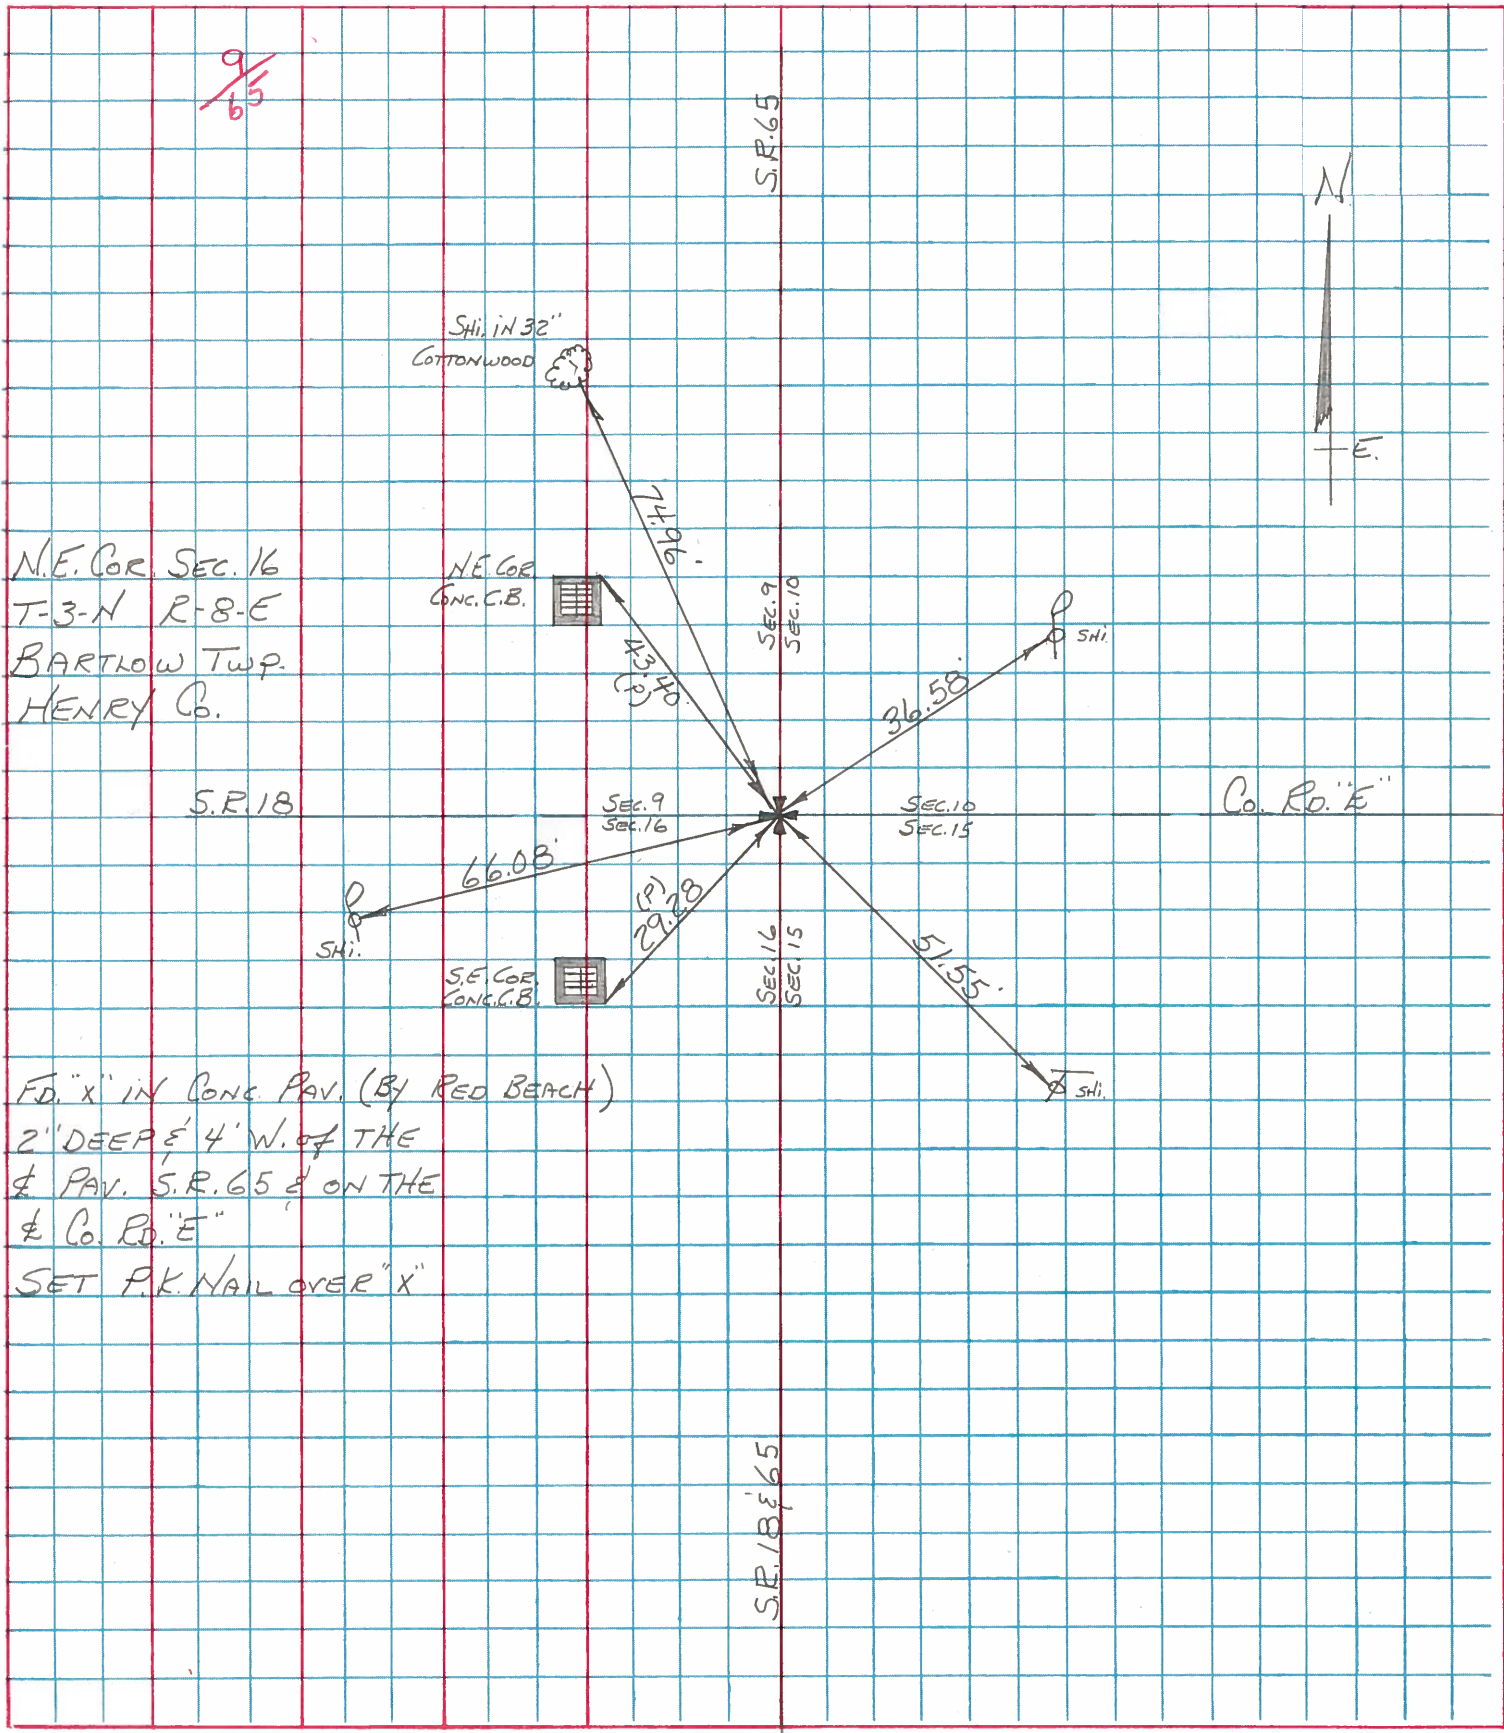 9/65
S.R. 65
N
E.
SHI. IN 32"
COTTONWOOD
74.96'
N.E. COR. SEC. 16
T-3-N R-8-E
BARTLOW TWP.
HENRY CO.
N.E. COR.
CONC. C.B.
43.40
(P)
SEC. 9
SEC. 10
SHI.
36.58'
S.R. 18
SEC. 9
SEC. 16
SEC. 10
SEC. 15
CO. RD. "E"
66.08'
SHI.
(P)
29.28
S.E. COR.
CONC. C.B.
SEC. 16
SEC. 15
51.55'
SHI.
FD. "X" IN CONC. PAV. (BY RED BEACH)
2" DEEP & 4' W. of THE
℄ PAV. S.R. 65 & ON THE
℄ CO. RD. "E"
SET P.K. NAIL OVER "X"
S.R. 18 & 65